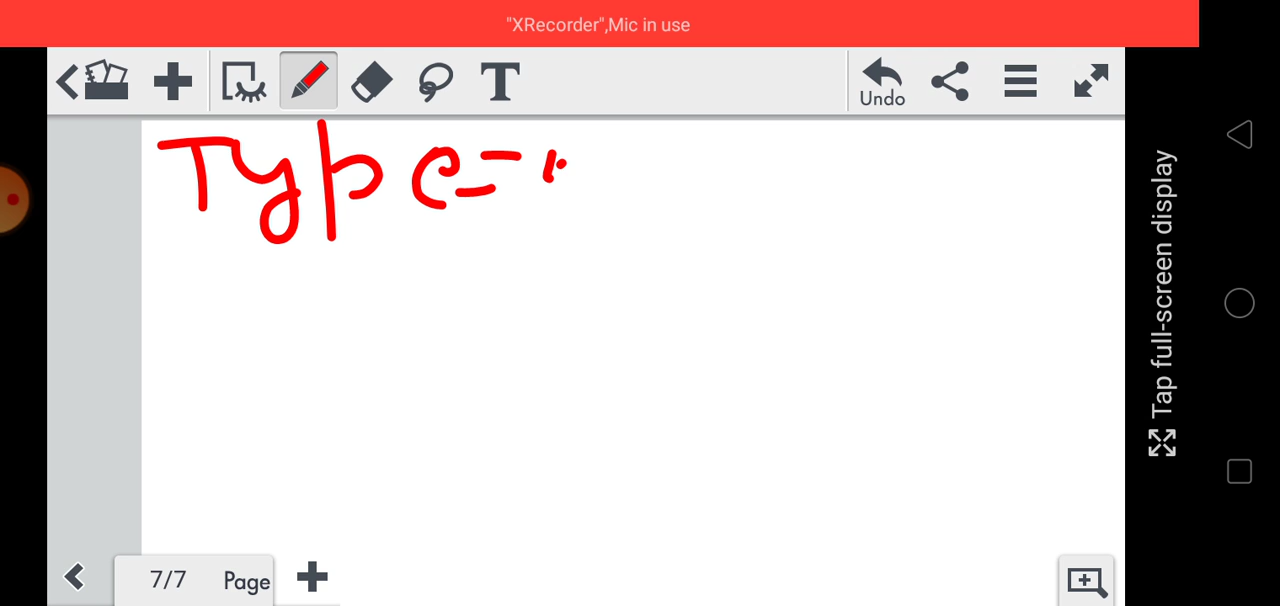 "XRecorder",Mic in use
Undo
Type=
Tap full-screen display
7/7 Page